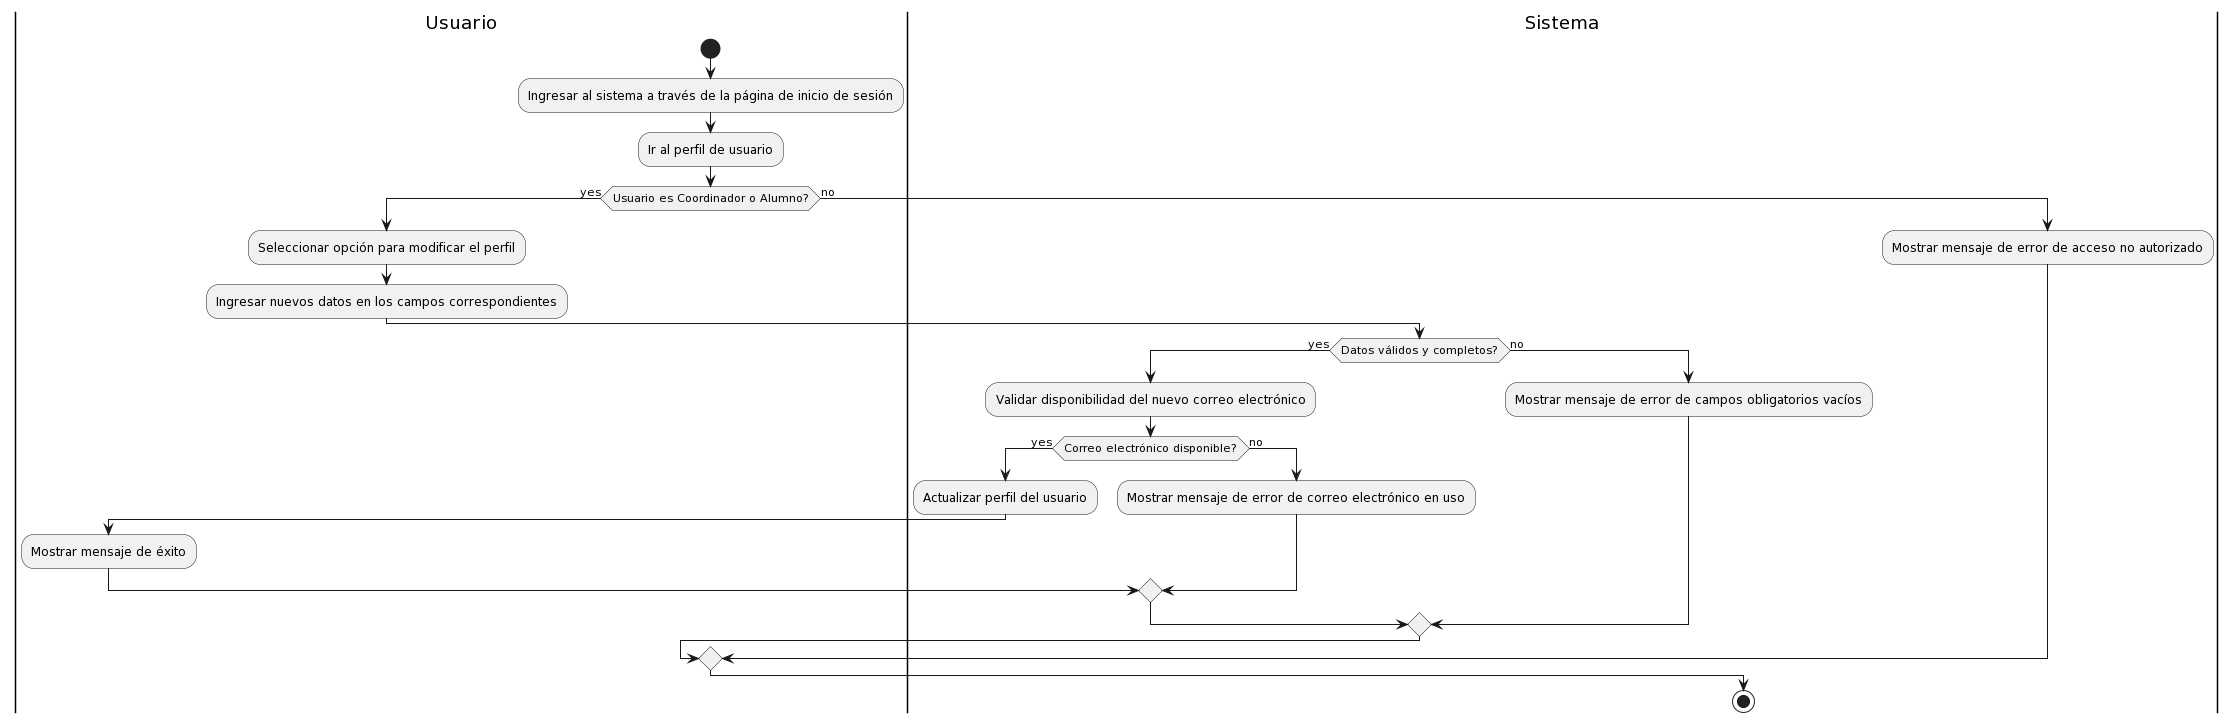 Usuario
Sistema
Ingresar al sistema a través de la página de inicio de sesión
Ir al perfil de usuario
yes
Usuario es Coordinador o Alumno?
no
Seleccionar opción para modificar el perfil
Mostrar mensaje de error de acceso no autorizado
Ingresar nuevos datos en los campos correspondientes
yes
Datos válidos y completos?
no
Validar disponibilidad del nuevo correo electrónico
Mostrar mensaje de error de campos obligatorios vacíos
yes
Correo electrónico disponible?
no
Actualizar perfil del usuario
Mostrar mensaje de error de correo electrónico en uso
Mostrar mensaje de éxito